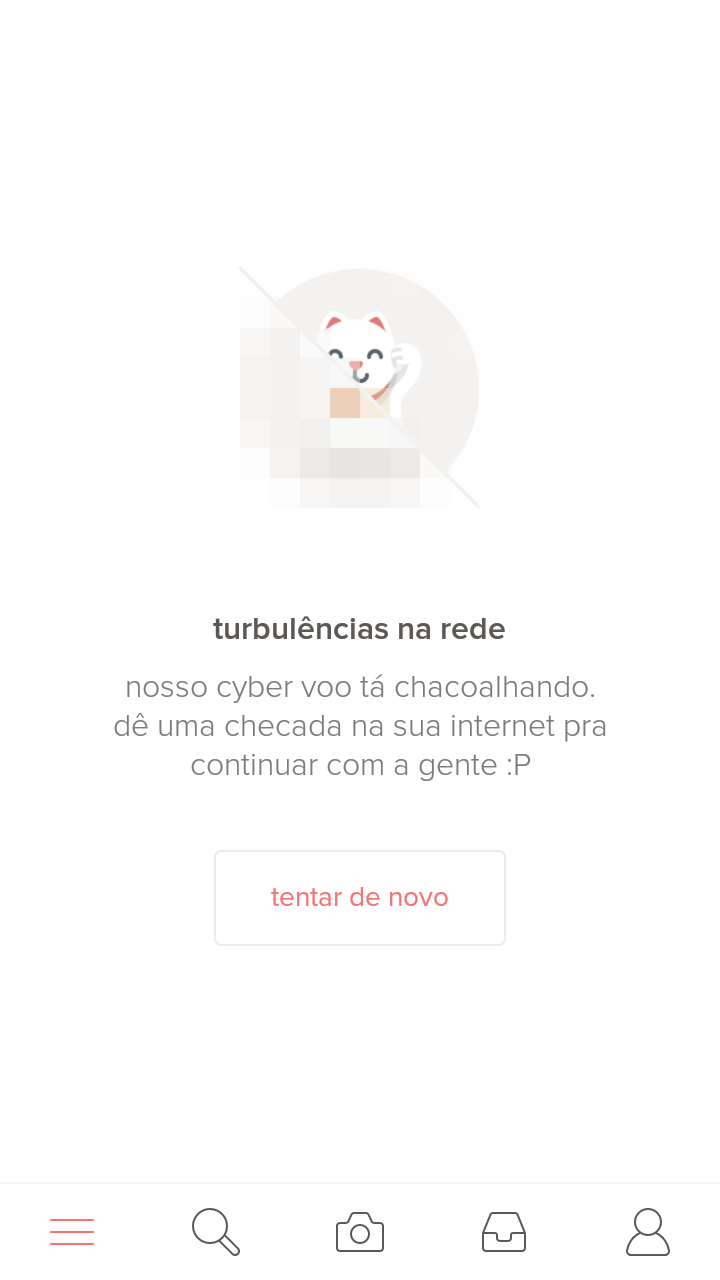 turbulências na rede
nosso cyber voo tá chacoalhando.
dê uma checada na sua internet pra
continuar com a gente :P
tentar de novo